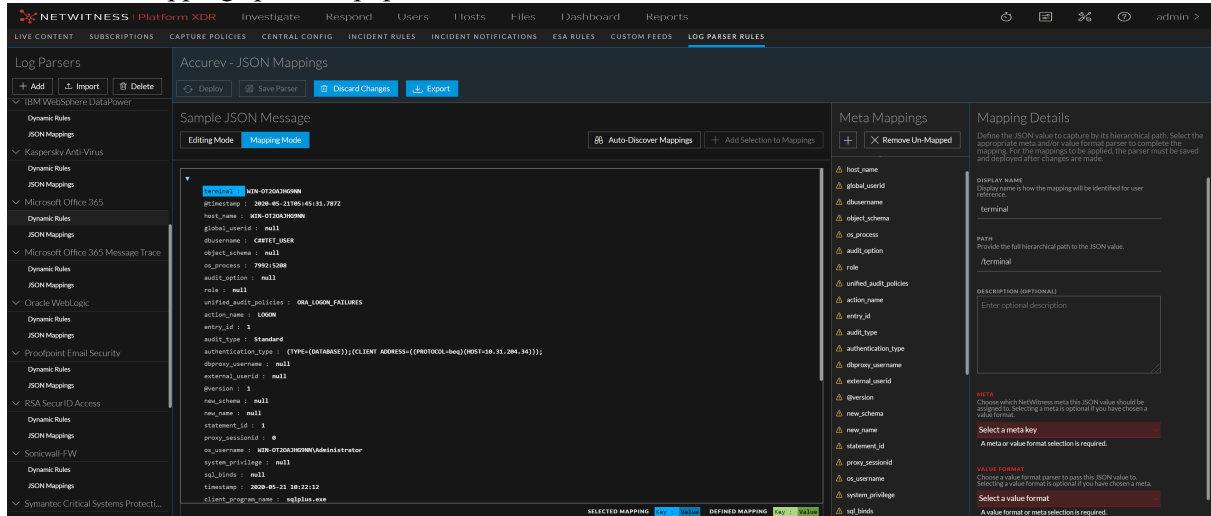 NETWITNESS | Platform XDR Investigate Respond Users Hosts Files Dashboard Reports admin >
LIVE CONTENT SUBSCRIPTIONS CAPTURE POLICIES CENTRAL CONFIG INCIDENT RULES INCIDENT NOTIFICATIONS ESA RULES CUSTOM FEEDS LOG PARSER RULES
Log Parsers
+ Add Import Delete
IBM WebSphere DataPower
Dynamic Rules
JSON Mappings
Kaspersky Anti-Virus
Dynamic Rules
JSON Mappings
Microsoft Office 365
Dynamic Rules
JSON Mappings
Microsoft Office 365 Message Trace
Dynamic Rules
JSON Mappings
Oracle WebLogic
Dynamic Rules
JSON Mappings
Proofpoint Email Security
Dynamic Rules
JSON Mappings
RSA SecurID Access
Dynamic Rules
JSON Mappings
Sonicwall-FW
Dynamic Rules
JSON Mappings
Symantec Critical Systems Protecti...
Accurev - JSON Mappings
Deploy Save Parser Discard Changes Export
Sample JSON Message
Editing Mode Mapping Mode Auto-Discover Mappings + Add Selection to Mappings
terminal : WIN-OT2OAJHG9NN
@timestamp : 2020-05-21T05:45:31.787Z
host_name : WIN-OT2OAJHG9NN
global_userid : null
dbusername : C##TET_USER
object_schema : null
os_process : 7992:5208
audit_option : null
role : null
unified_audit_policies : ORA_LOGON_FAILURES
action_name : LOGON
entry_id : 1
audit_type : Standard
authentication_type : (TYPE=(DATABASE));(CLIENT ADDRESS=((PROTOCOL=beq)(HOST=10.31.204.34)));
dbproxy_username : null
external_userid : null
@version : 1
new_schema : null
new_name : null
statement_id : 1
proxy_sessionid : 0
os_username : WIN-OT2OAJHG9NN\Administrator
system_privilege : null
sql_binds : null
timestamp : 2020-05-21 10:22:12
client_program_name : sqlplus.exe
SELECTED MAPPING Key : Value DEFINED MAPPING Key : Value
Meta Mappings
+ Remove Un-Mapped
host_name
global_userid
dbusername
object_schema
os_process
audit_option
role
unified_audit_policies
action_name
entry_id
audit_type
authentication_type
dbproxy_username
external_userid
@version
new_schema
new_name
statement_id
proxy_sessionid
os_username
system_privilege
sql_binds
Mapping Details
Define the JSON value to capture by its hierarchical path. Select the
appropriate meta and/or value format parser to complete the
mapping. For the mappings to be applied, the parser must be saved
and deployed after changes are made.
DISPLAY NAME
Display name is how the mapping will be identified for user
reference.
terminal
PATH
Provide the full hierarchical path to the JSON value.
/terminal
DESCRIPTION (OPTIONAL)
Enter optional description
META
Choose which NetWitness meta this JSON value should be
assigned to. Selecting a meta is optional if you have chosen a
value format.
Select a meta key
A meta or value format selection is required.
VALUE FORMAT
Choose a value format parser to pass this JSON value to.
Selecting a value format is optional if you have chosen a meta.
Select a value format
A value format or meta selection is required.